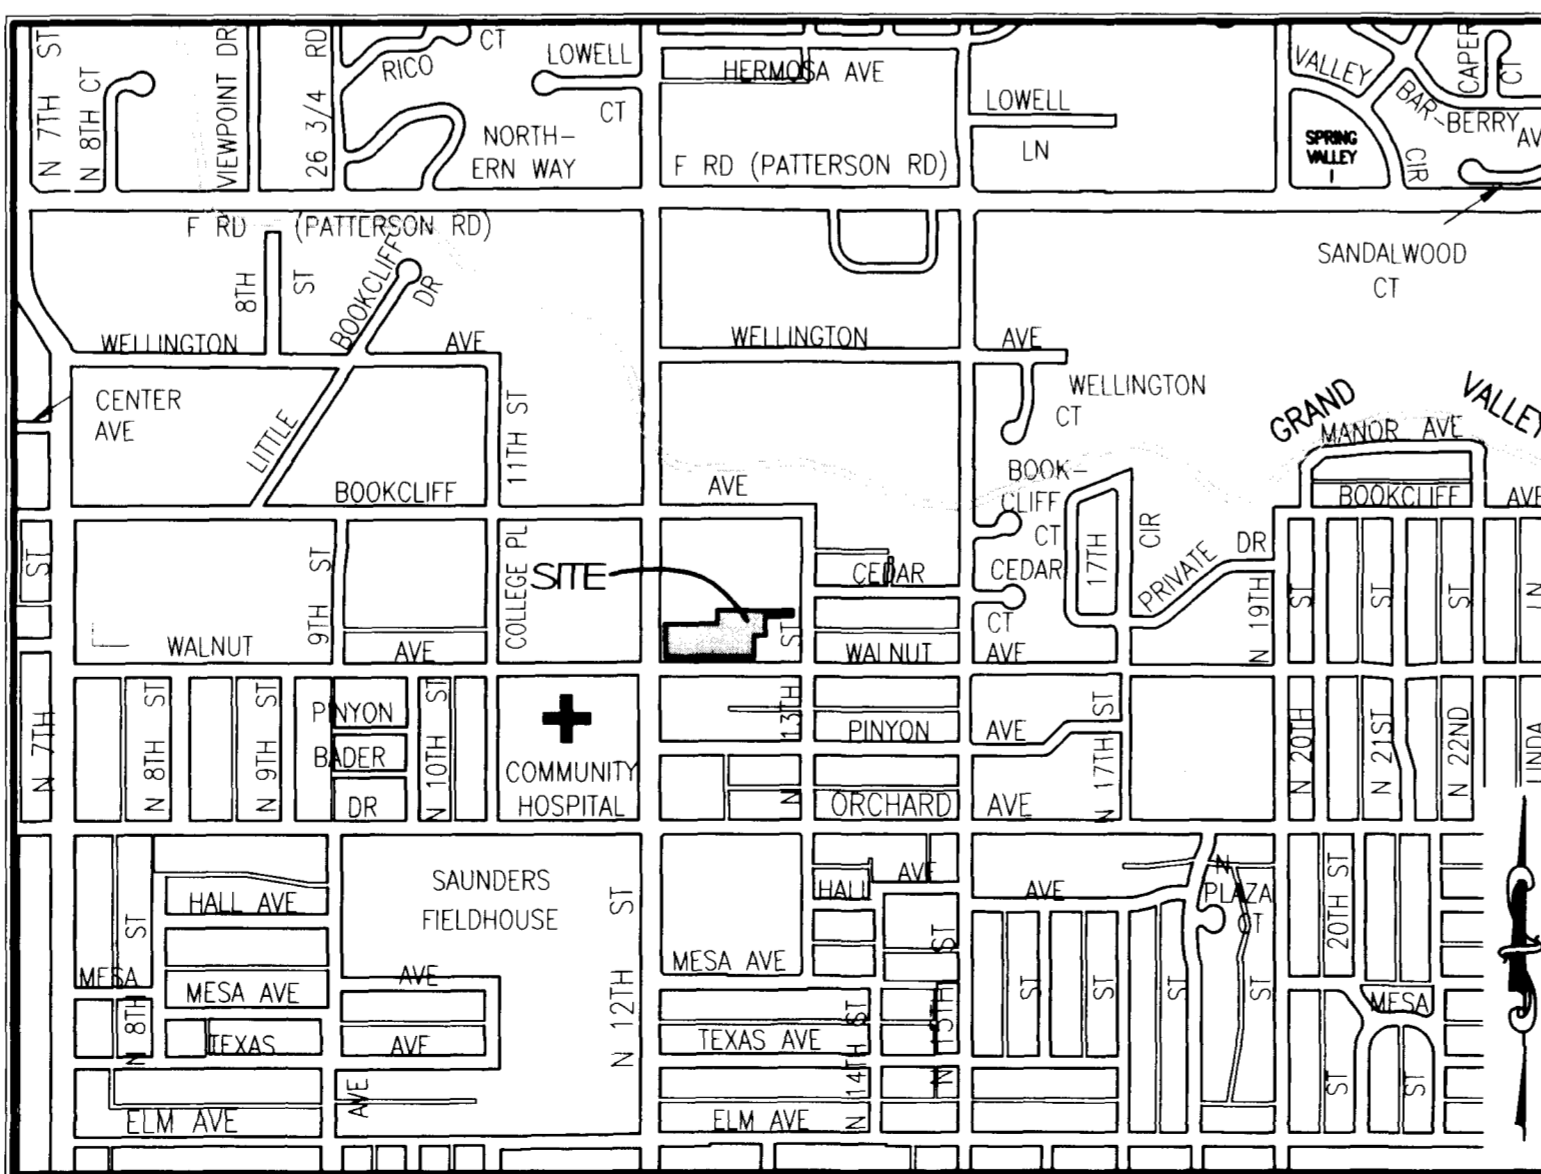 N 7TH ST
N 8TH CT
VIEWPOINT DR
26 3/4 RD
RICO
CT
LOWELL
CT
NORTH-
ERN WAY
HERMOSA AVE
LOWELL
LN
F RD (PATTERSON RD)
VALLEY
CAPER
CT
BAR-BERRY
AV
SPRING
VALLEY
I
CIR
F RD (PATTERSON RD)
SANDALWOOD
CT
8TH
ST
BOOKCLIFF
DR
WELLINGTON
AVE
WELLINGTON
AVE
CENTER
AVE
LITTLE
11TH ST
WELLINGTON
CT
GRAND
VALLEY
MANOR AVE
BOOKCLIFF
AVE
BOOK-
CLIFF
CT
BOOKCLIFF
AVE
ST
9TH ST
COLLEGE PL
SITE
CEDAR
CEDAR
CT
17TH
CIR
PRIVATE
DR
N 19TH
ST
ST
ST
LN
WALNUT
AVE
ST
WALNUT
AVE
N 7TH
N 8TH ST
N 9TH ST
PINYON
BADER
DR
N 10TH ST
COMMUNITY
HOSPITAL
13TH
N
PINYON
AVE
ST
N 17TH
ORCHARD
AVE
N 20TH
N 21ST
N 22ND
LINDA
HALL AVE
ST
SAUNDERS
FIELDHOUSE
ST
N 12TH
HALL
AVE
AVE
N
PLAZA
CT
20TH ST
MESA
MESA AVE
AVE
MESA AVE
ST
ST
ST
ST
ST
MESA
N 8TH
TEXAS
AVE
TEXAS AVE
N 14TH ST
N 15TH
ELM AVE
AVE
ELM AVE
ST
ST